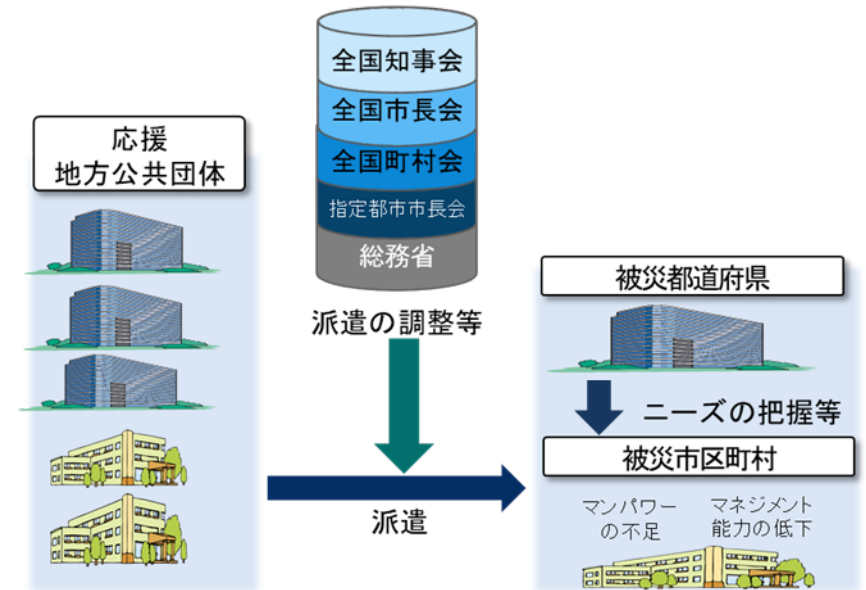 全国知事会
全国市長会
全国町村会
指定都市市長会
総務省
派遣の調整等
応援
地方公共団体
派遣
被災都道府県
ニーズの把握等
被災市区町村
マンパワー
の不足
マネジメント
能力の低下